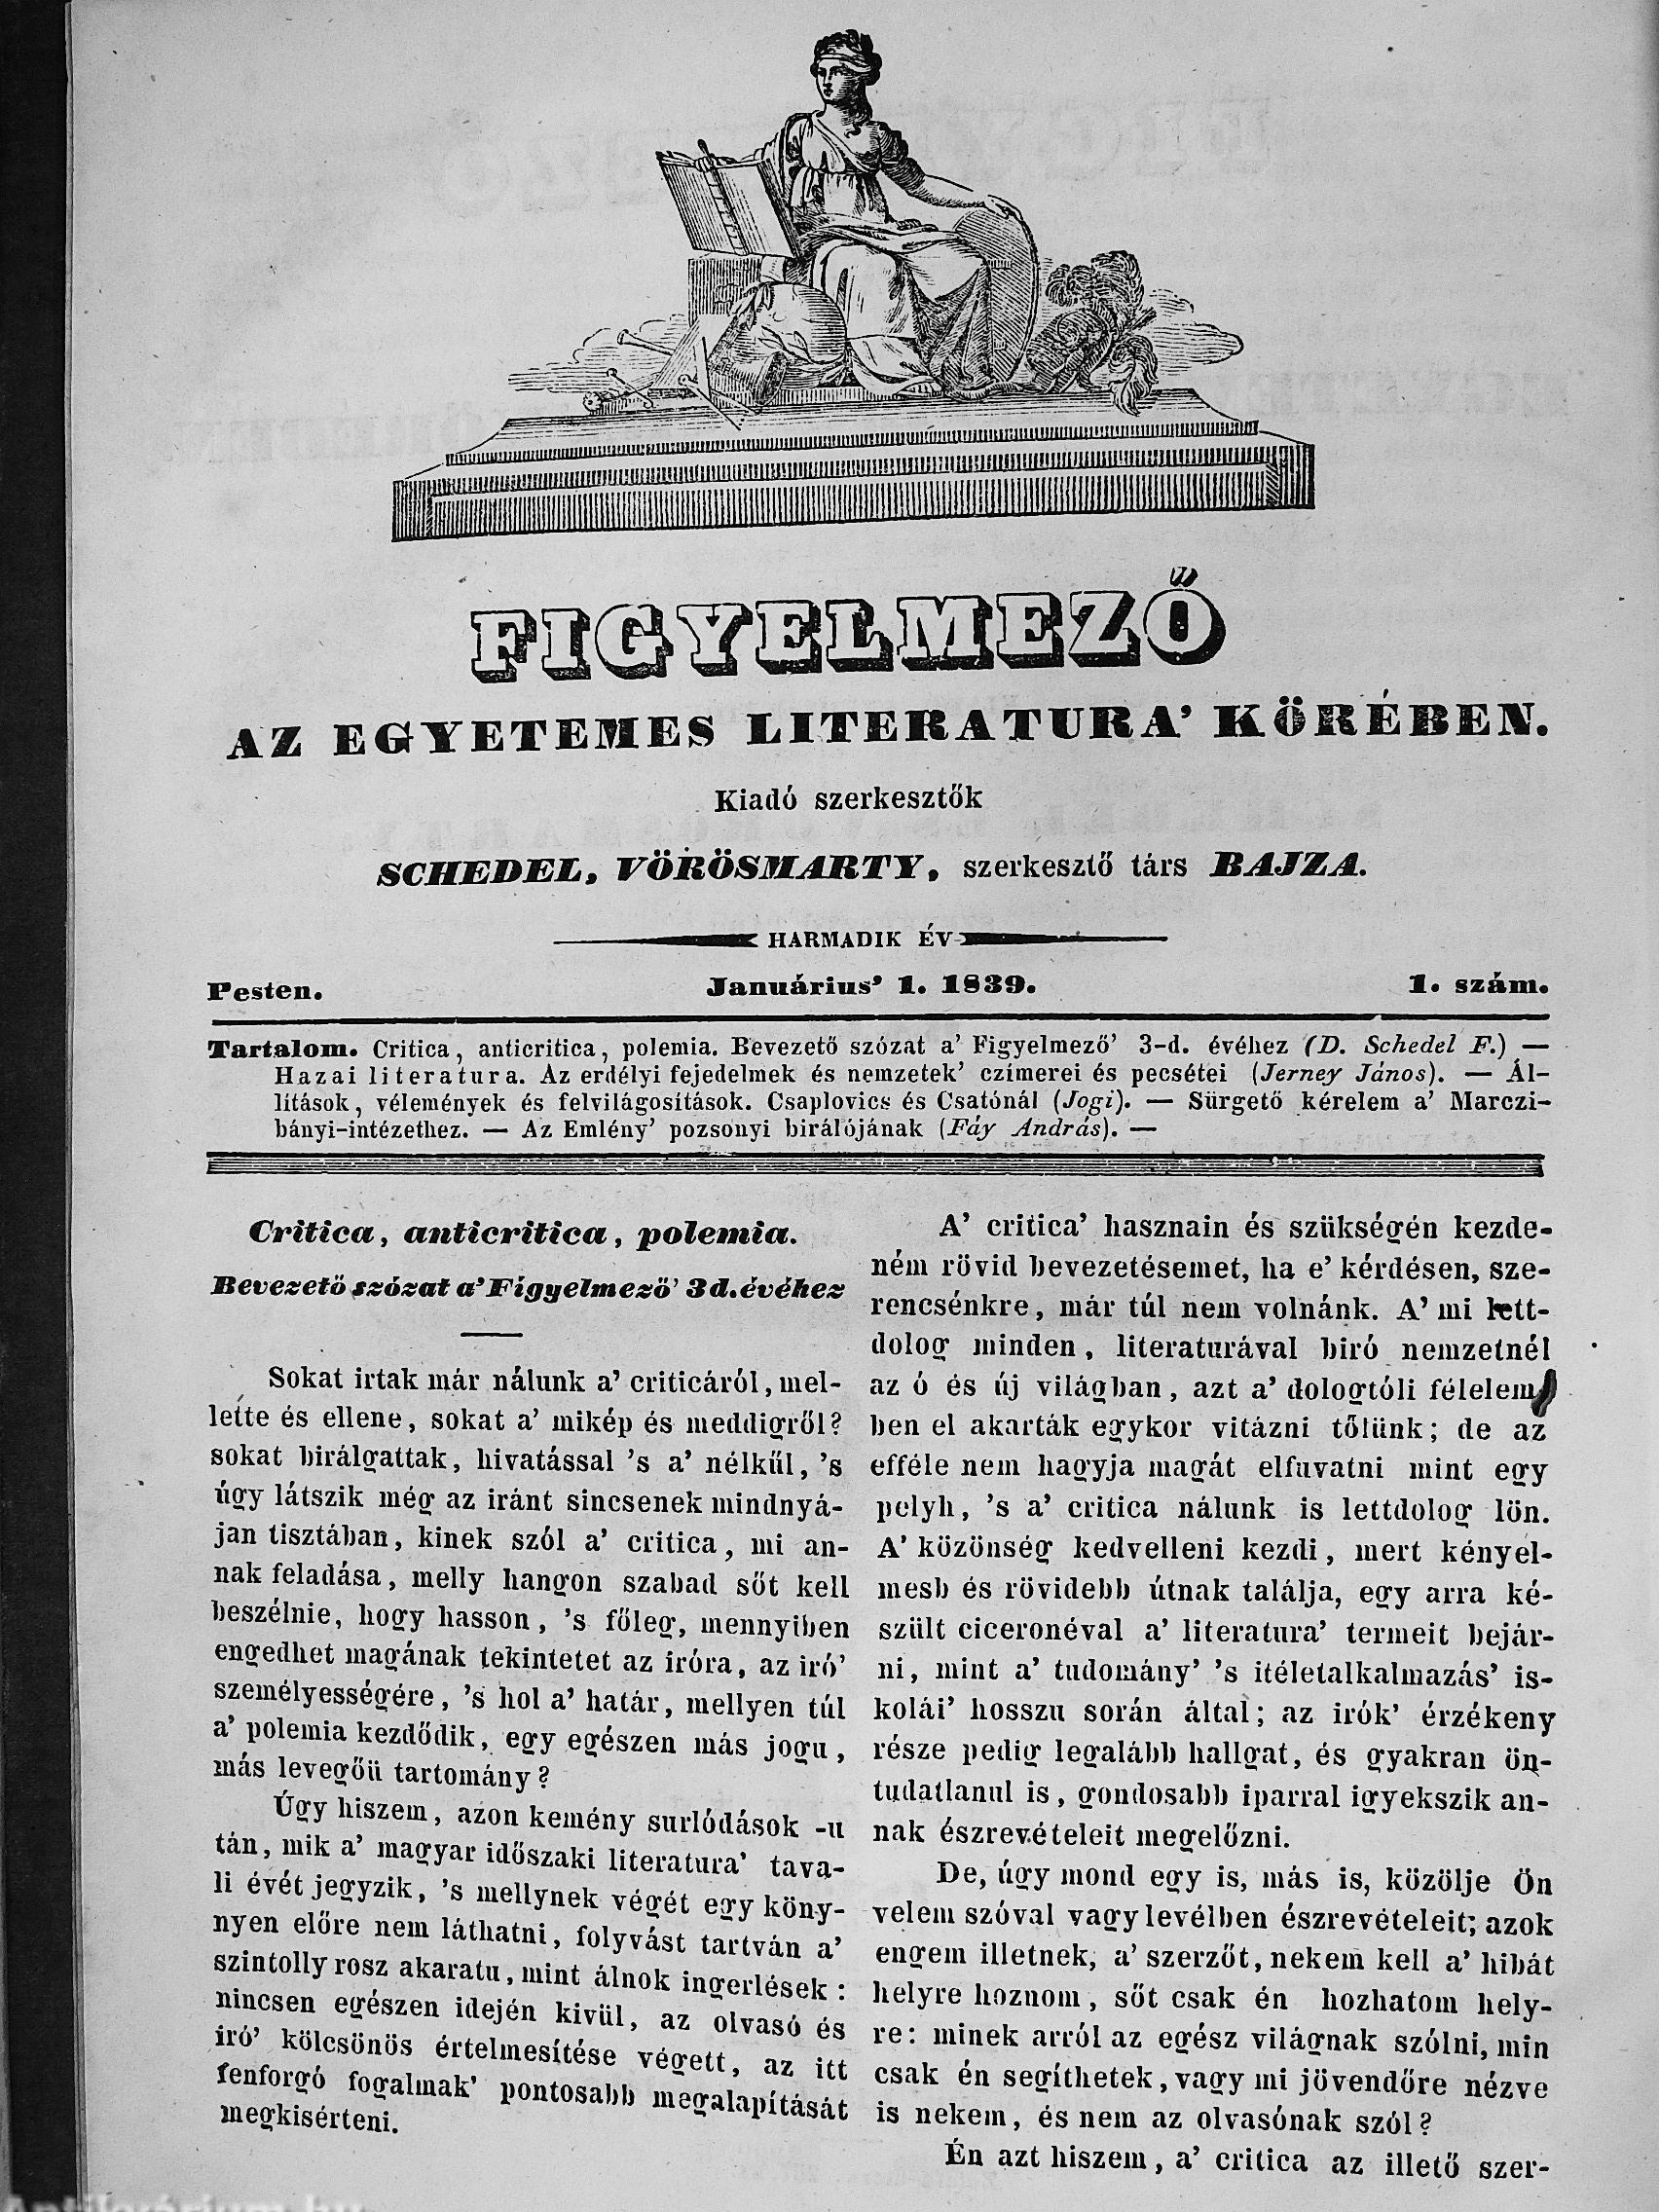 FIGYELMEZŐ
AZ EGYETEMES LITERATURA' KÖRÉBEN.
Kiadó szerkesztők
SCHEDEL, VÖRÖSMARTY, szerkesztő társ BAJZA.
HARMADIK ÉV
Pesten. Januárius' 1. 1839. 1. szám.
Tartalom. Critica, anticritica, polemia. Bevezető szózat a' Figyelmező' 3-d. évéhez (D. Schedel F.) —
Hazai literatura. Az erdélyi fejedelmek és nemzetek' czímerei és pecsétei (Jerney János). — Ál-
lítások, vélemények és felvilágosítások. Csaplovics és Csatónál (Jogi). — Sürgető kérelem a' Marczi-
bányi-intézethez. — Az Emlény' pozsonyi birálójának (Fáy András). —
Critica, anticritica, polemia.
Bevezető szózat a' Figyelmező' 3d. évéhez
Sokat irtak már nálunk a' criticáról, mel-
lette és ellene, sokat a' mikép és meddigről?
sokat birálgattak, hivatással 's a' nélkűl, 's
úgy látszik még az iránt sincsenek mindnyá-
jan tisztában, kinek szól a' critica, mi an-
nak feladása, melly hangon szabad sőt kell
beszélnie, hogy hasson, 's főleg, mennyiben
engedhet magának tekintetet az íróra, az iró'
személyességére, 's hol a' határ, mellyen túl
a' polemia kezdődik, egy egészen más jogu,
más levegőü tartomány?
Úgy hiszem, azon kemény surlódások -u
tán, mik a' magyar időszaki literatura' tava-
li évét jegyzik, 's mellynek végét egy köny-
nyen előre nem láthatni, folyvást tartván a'
szintolly rosz akaratu, mint álnok ingerlések:
nincsen egészen idején kivül, az olvasó és
iró' kölcsönös értelmesítése végett, az itt
fenforgó fogalmak' pontosabb megalapítását
megkisérteni.
A' critica' hasznain és szükségén kezde-
ném rövid bevezetésemet, ha e' kérdésen, sze-
rencsénkre, már túl nem volnánk. A' mi lett-
dolog minden, literaturával biró nemzetnél
az ó és új világban, azt a' dologtóli félelem
ben el akarták egykor vitázni tőlünk; de az
efféle nem hagyja magát elfuvatni mint egy
pelyh, 's a' critica nálunk is lettdolog lön.
A' közönség kedvelleni kezdi, mert kényel-
mesb és rövidebb útnak találja, egy arra ké-
szült ciceronéval a' literatura' termeit bejár-
ni, mint a' tudomány' 's itéletalkalmazás' is-
kolái' hosszu során által; az irók' érzékeny
része pedig legalább hallgat, és gyakran ön-
tudatlanul is, gondosabb iparral igyekszik an-
nak észrevételeit megelőzni.
De, úgy mond egy is, más is, közölje Ön
velem szóval vagy levélben észrevételeit; azok
engem illetnek, a' szerzőt, nekem kell a' hibát
helyre hoznom, sőt csak én hozhatom hely-
re: minek arról az egész világnak szólni, min
csak én segíthetek, vagy mi jövendőre nézve
is nekem, és nem az olvasónak szól?
Én azt hiszem, a' critica az illető szer-